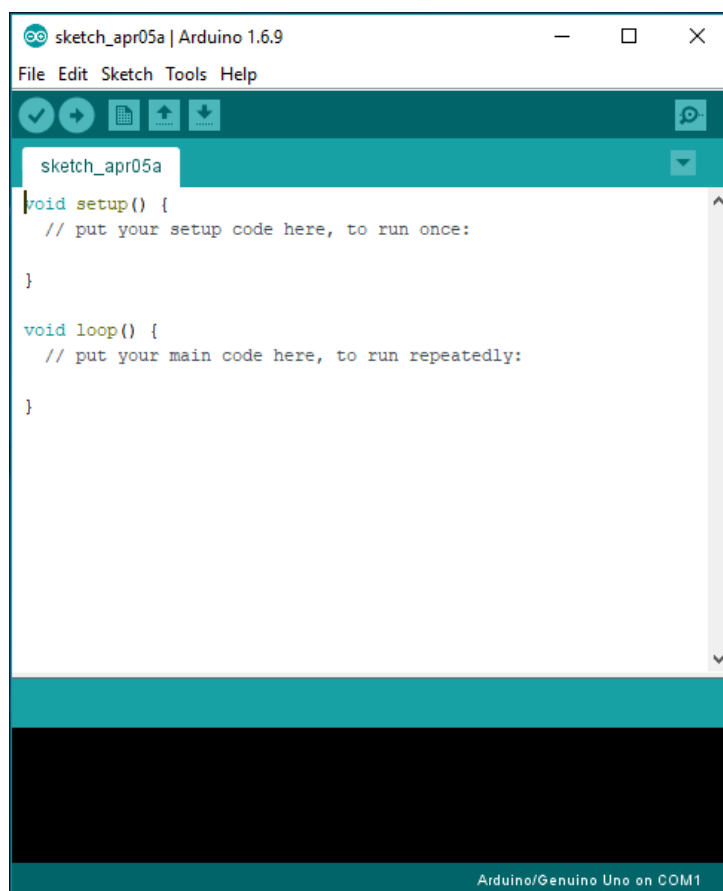 sketch_apr05a | Arduino 1.6.9
File Edit Sketch Tools Help
sketch_apr05a
void setup() {
  // put your setup code here, to run once:
}
void loop() {
  // put your main code here, to run repeatedly:
}
Arduino/Genuino Uno on COM1